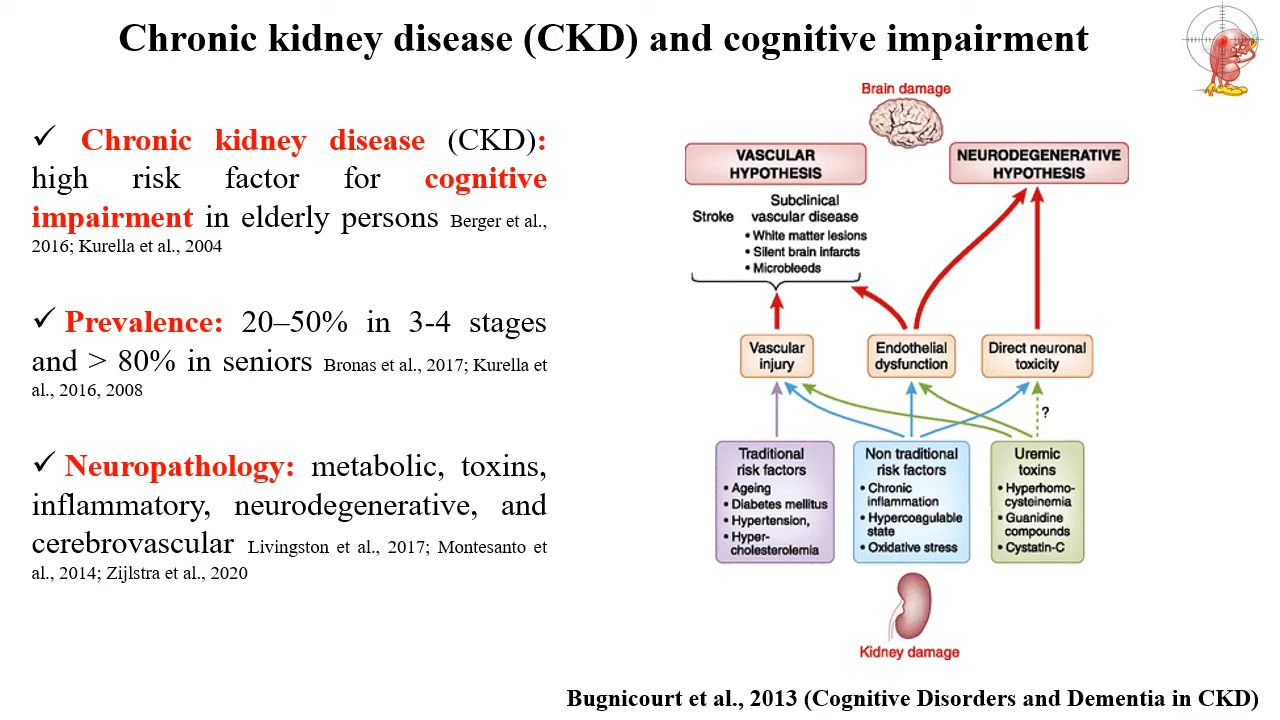 Chronic kidney disease (CKD) and cognitive impairment
✓ Chronic kidney disease (CKD):
high risk factor for cognitive
impairment in elderly persons Berger et al.,
2016; Kurella et al., 2004
✓ Prevalence: 20–50% in 3-4 stages
and > 80% in seniors Bronas et al., 2017; Kurella et
al., 2016, 2008
✓ Neuropathology: metabolic, toxins,
inflammatory, neurodegenerative, and
cerebrovascular Livingston et al., 2017; Montesanto et
al., 2014; Zijlstra et al., 2020
Brain damage
VASCULAR
HYPOTHESIS
NEURODEGENERATIVE
HYPOTHESIS
Stroke
Subclinical
vascular disease
• White matter lesions
• Silent brain infarcts
• Microbleeds
Vascular
injury
Endothelial
dysfunction
Direct neuronal
toxicity
?
Traditional
risk factors
• Ageing
• Diabetes mellitus
• Hypertension,
• Hyper-
cholesterolemia
Non traditional
risk factors
• Chronic
inflammation
• Hypercoagulable
state
• Oxidative stress
Uremic
toxins
• Hyperhomo-
cysteinemia
• Guanidine
compounds
• Cystatin-C
Kidney damage
Bugnicourt et al., 2013 (Cognitive Disorders and Dementia in CKD)